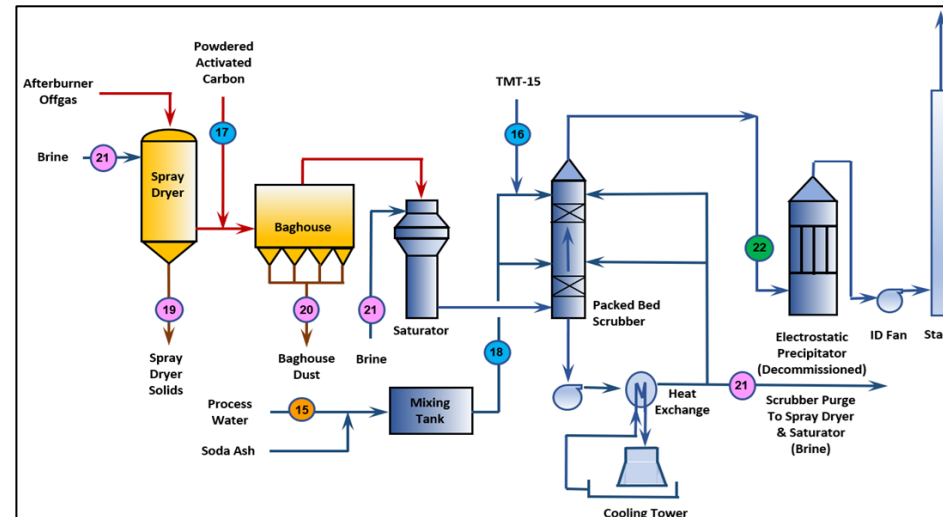 Powdered
Activated
Carbon
Afterburner
Offgas
TMT-15
17
16
Brine
21
Spray
Dryer
Baghouse
22
19
20
21
Saturator
Brine
18
Packed Bed
Scrubber
Electrostatic
Precipitator
(Decommissioned)
ID Fan
Spray
Dryer
Solids
Baghouse
Dust
Process
Water
15
Mixing
Tank
Soda Ash
Heat
Exchange
21
Scrubber Purge
To Spray Dryer
& Saturator
(Brine)
Cooling Tower